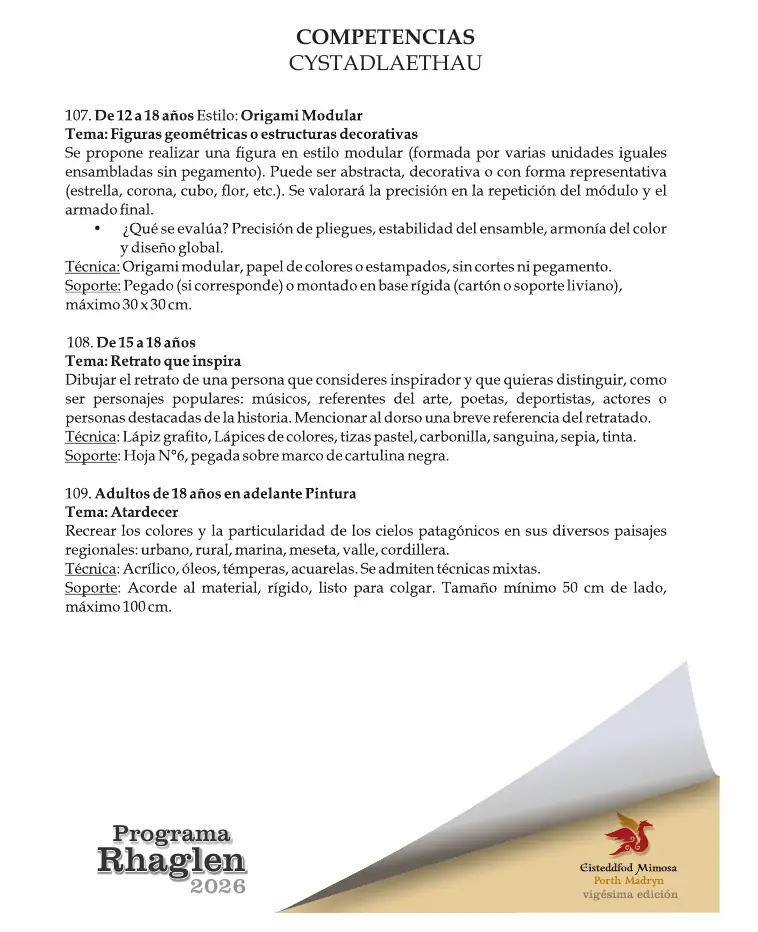 COMPETENCIAS
CYSTADLAETHAU
107. De 12 a 18 años Estilo: Origami Modular
Tema: Figuras geométricas o estructuras decorativas
Se propone realizar una figura en estilo modular (formada por varias unidades iguales
ensambladas sin pegamento). Puede ser abstracta, decorativa o con forma representativa
(estrella, corona, cubo, flor, etc.). Se valorará la precisión en la repetición del módulo y el
armado final.
• ¿Qué se evalúa? Precisión de pliegues, estabilidad del ensamble, armonía del color
y diseño global.
Técnica: Origami modular, papel de colores o estampados, sin cortes ni pegamento.
Soporte: Pegado (si corresponde) o montado en base rígida (cartón o soporte liviano),
máximo 30 x 30 cm.
108. De 15 a 18 años
Tema: Retrato que inspira
Dibujar el retrato de una persona que consideres inspirador y que quieras distinguir, como
ser personajes populares: músicos, referentes del arte, poetas, deportistas, actores o
personas destacadas de la historia. Mencionar al dorso una breve referencia del retratado.
Técnica: Lápiz grafito, Lápices de colores, tizas pastel, carbonilla, sanguina, sepia, tinta.
Soporte: Hoja N°6, pegada sobre marco de cartulina negra.
109. Adultos de 18 años en adelante Pintura
Tema: Atardecer
Recrear los colores y la particularidad de los cielos patagónicos en sus diversos paisajes
regionales: urbano, rural, marina, meseta, valle, cordillera.
Técnica: Acrílico, óleos, témperas, acuarelas. Se admiten técnicas mixtas.
Soporte: Acorde al material, rígido, listo para colgar. Tamaño mínimo 50 cm de lado,
máximo 100 cm.
Programa
Rhaglen
2026
Eisteddfod Mimosa
Porth Madryn
vigésima edición